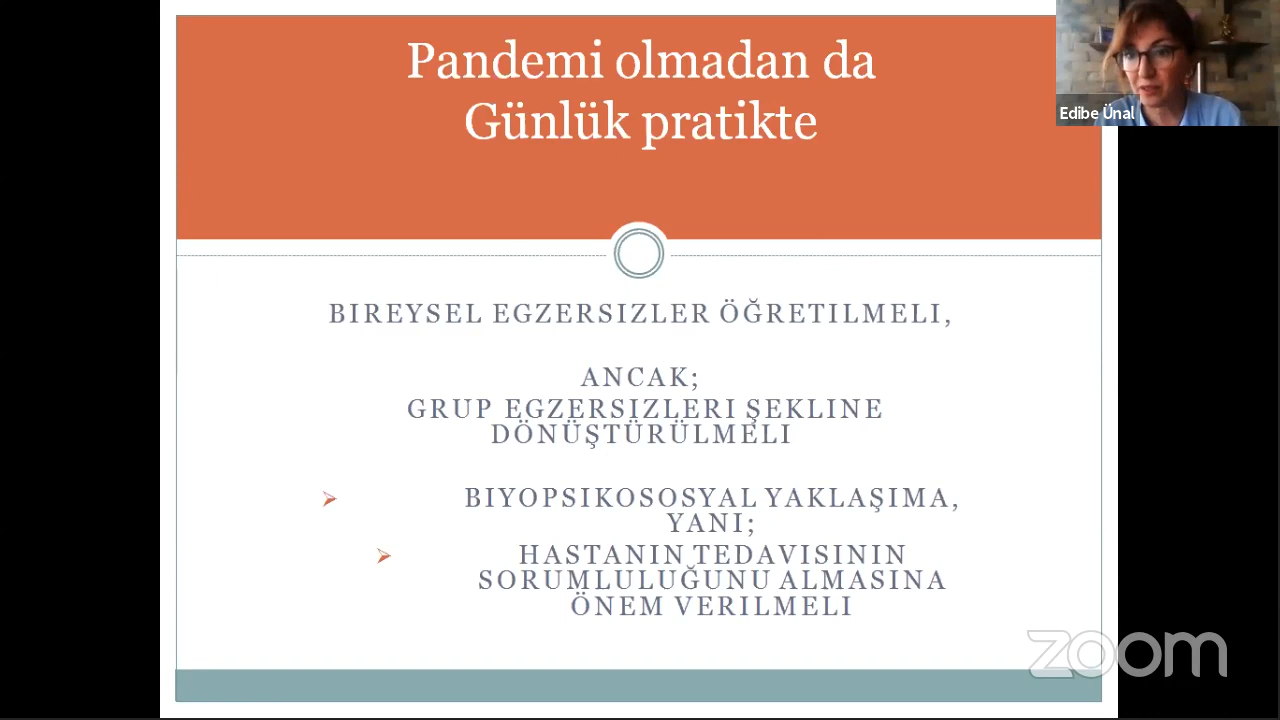 Pandemi olmadan da
Günlük pratikte
Edibe Ünal
BIREYSEL EGZERSIZLER ÖĞRETILMELI,
ANCAK;
GRUP EGZERSIZLERI ŞEKLINE
DÖNÜŞTÜRÜLMELI
BIYOPSIKOSOSYAL YAKLAŞIMA,
YANI;
HASTANIN TEDAVISININ
SORUMLULUĞUNU ALMASINA
ÖNEM VERILMELI
zoom